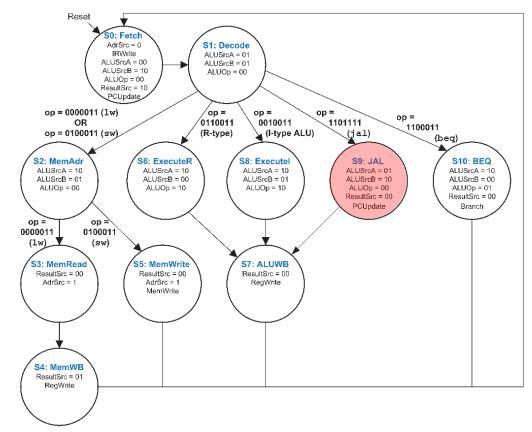 Reset
S0: Fetch
AdrSrc = 0
IRWrite
ALUSrcA = 00
ALUSrcB = 10
ALUOp = 00
ResultSrc = 10
PCUpdate
S1: Decode
ALUSrcA = 01
ALUSrcB = 01
ALUOp = 00
op = 0000011 (lw)
OR
op = 0100011 (sw)
op =
0110011
(R-type)
op =
0010011
(I-type ALU)
op =
1101111
(jal)
op =
1100011
(beq)
S2: MemAdr
ALUSrcA = 10
ALUSrcB = 01
ALUOp = 00
S6: ExecuteR
ALUSrcA = 10
ALUSrcB = 00
ALUOp = 10
S8: ExecuteI
ALUSrcA = 10
ALUSrcB = 01
ALUOp = 10
S9: JAL
ALUSrcA = 01
ALUSrcB = 10
ALUOp = 00
ResultSrc = 00
PCUpdate
S10: BEQ
ALUSrcA = 10
ALUSrcB = 00
ALUOp = 01
ResultSrc = 00
Branch
op =
0000011
(lw)
op =
0100011
(sw)
S3: MemRead
ResultSrc = 00
AdrSrc = 1
S5: MemWrite
ResultSrc = 00
AdrSrc = 1
MemWrite
S7: ALUWB
ResultSrc = 00
RegWrite
S4: MemWB
ResultSrc = 01
RegWrite